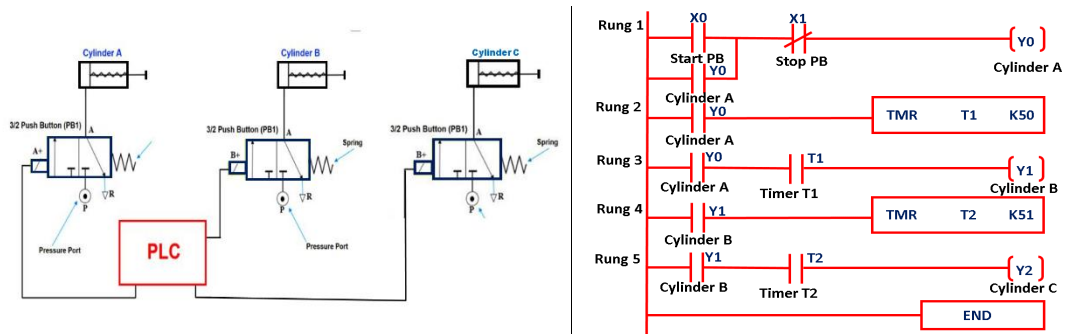 Cylinder A
Cylinder B
Cylinder C
3/2 Push Button (PB1)
A
3/2 Push Button (PB1)
A
3/2 Push Button (PB1)
A
A+
R
P
B+
Spring
R
P
B+
Spring
R
P
Pressure Port
Pressure Port
PLC
Rung 1
X0
X1
Y0
Start PB
Stop PB
Cylinder A
Y0
Cylinder A
Rung 2
Y0
TMR T1 K50
Cylinder A
Rung 3
Y0
T1
Y1
Cylinder A
Timer T1
Cylinder B
Rung 4
Y1
TMR T2 K51
Cylinder B
Rung 5
Y1
T2
Y2
Cylinder B
Timer T2
Cylinder C
END